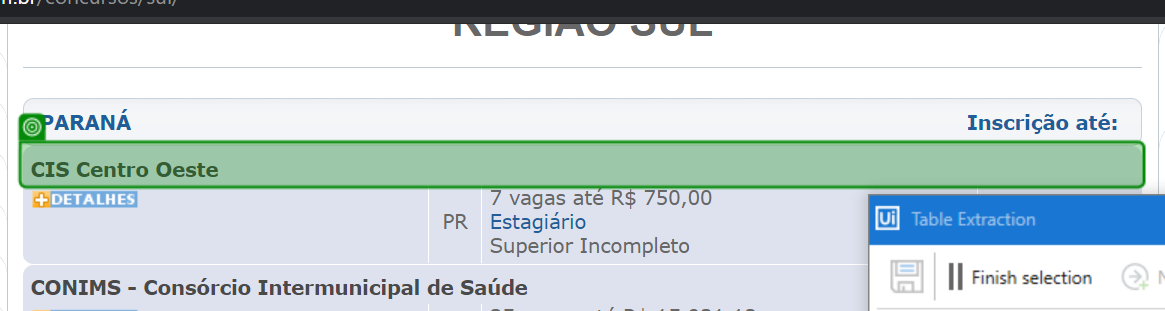 m.br/concursos/sul/
REGIÃO SUL
PARANÁ
Inscrição até:
CIS Centro Oeste
DETALHES
PR
7 vagas até R$ 750,00
Estagiário
Superior Incompleto
Ui Table Extraction
Finish selection
CONIMS - Consórcio Intermunicipal de Saúde